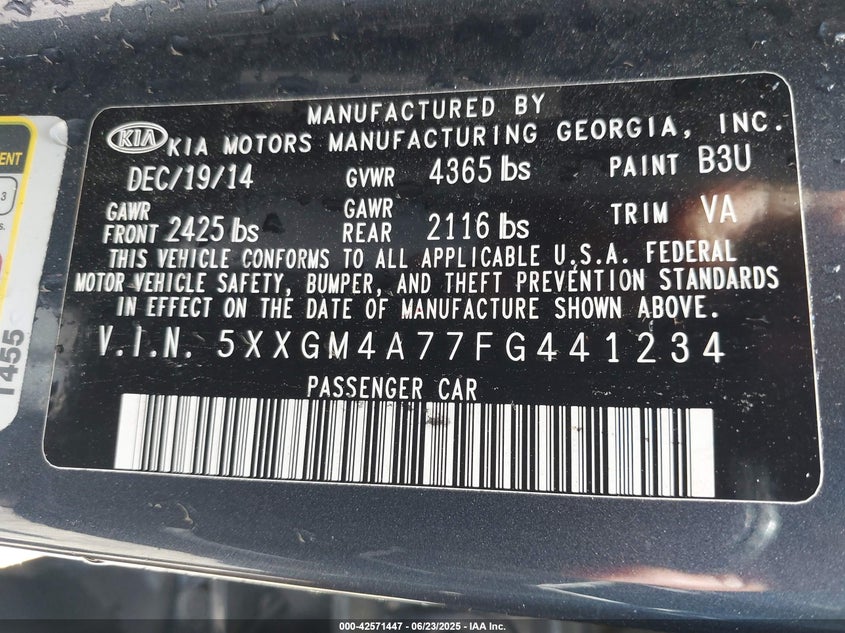 MANUFACTURED BY
KIA KIA MOTORS MANUFACTURING GEORGIA, INC.
DEC/19/14 GVWR 4365 lbs PAINT B3U
GAWR FRONT 2425 lbs GAWR REAR 2116 lbs TRIM VA
THIS VEHICLE CONFORMS TO ALL APPLICABLE U.S.A. FEDERAL
MOTOR VEHICLE SAFETY, BUMPER, AND THEFT PREVENTION STANDARDS
IN EFFECT ON THE DATE OF MANUFACTURE SHOWN ABOVE.
V.I.N. 5XXGM4A77FG441234
PASSENGER CAR
3
T455
000-42571447 - 06/23/2025 - IAA Inc.